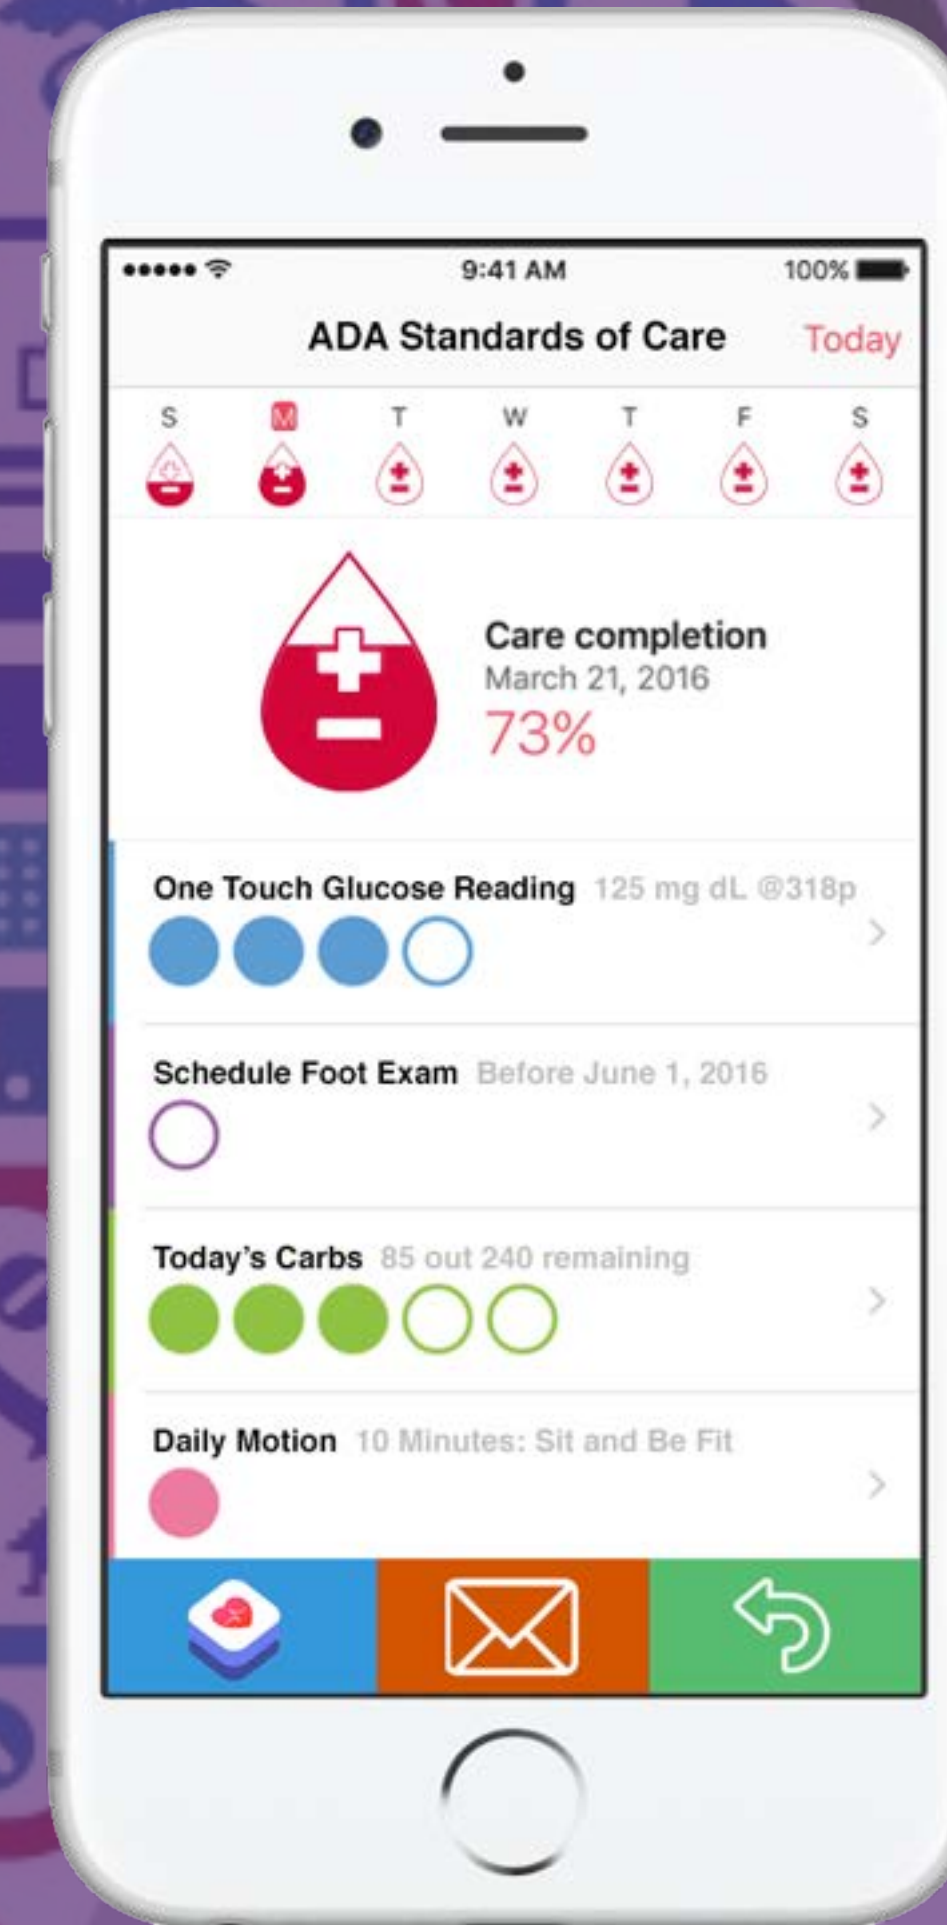 9:41 AM 100%
ADA Standards of Care Today
S M T W T F S
Care completion
March 21, 2016
73%
One Touch Glucose Reading 125 mg dL @318p
Schedule Foot Exam Before June 1, 2016
Today's Carbs 85 out 240 remaining
Daily Motion 10 Minutes: Sit and Be Fit